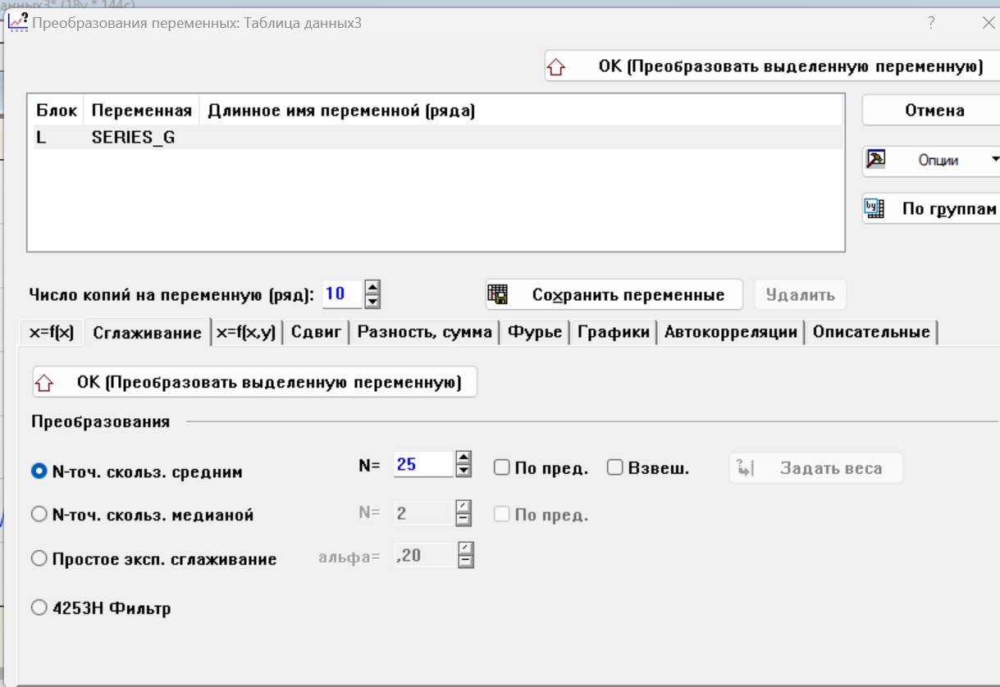 анных3* (18v * 144c)
Преобразования переменных: Таблица данных3
?
OK (Преобразовать выделенную переменную)
Блок Переменная Длинное имя переменной (ряда)
L SERIES_G
Отмена
Опции
По группам
Число копий на переменную (ряд): 10 Сохранить переменные Удалить
x=f(x) Сглаживание x=f(x,y) Сдвиг Разность, сумма Фурье Графики Автокорреляции Описательные
OK (Преобразовать выделенную переменную)
Преобразования
N-точ. скольз. средним N= 25 По пред. Взвеш. Задать веса
N-точ. скольз. медианой N= 2 По пред.
Простое эксп. сглаживание альфа= ,20
4253H Фильтр